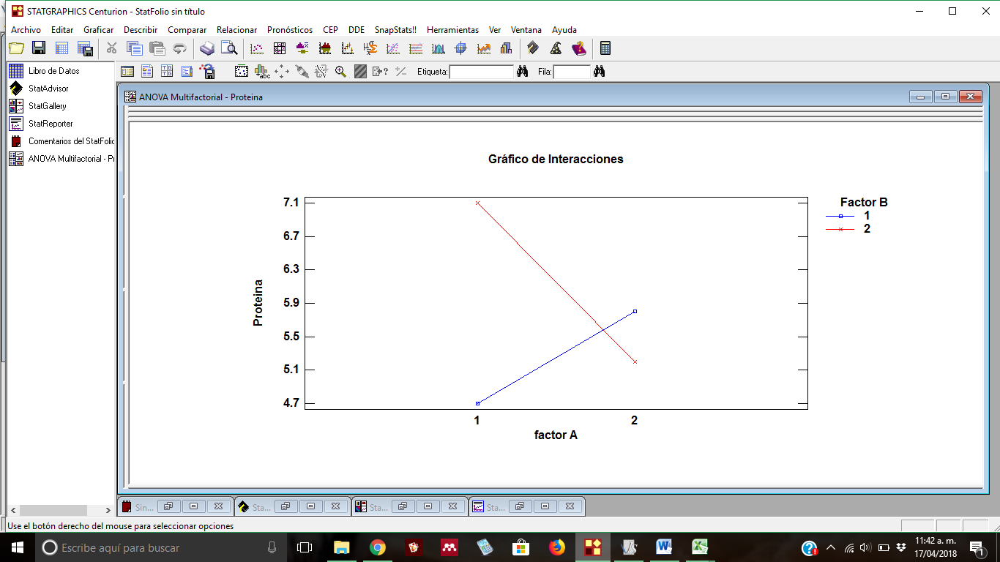 STATGRAPHICS Centurion - StatFolio sin título
Archivo Editar Graficar Describir Comparar Relacionar Pronósticos CEP DDE SnapStats!! Herramientas Ver Ventana Ayuda
Etiqueta: Fila:
Libro de Datos
StatAdvisor
StatGallery
StatReporter
Comentarios del StatFolio
ANOVA Multifactorial - Pr
ANOVA Multifactorial - Proteina
Gráfico de Interacciones
7.1
6.7
6.3
5.9
5.5
5.1
4.7
Proteina
1 2
factor A
Factor B
1
2
Sin... Sta... Sta... Sta...
Use el botón derecho del mouse para seleccionar opciones
Escribe aquí para buscar
11:42 a. m.
17/04/2018
1